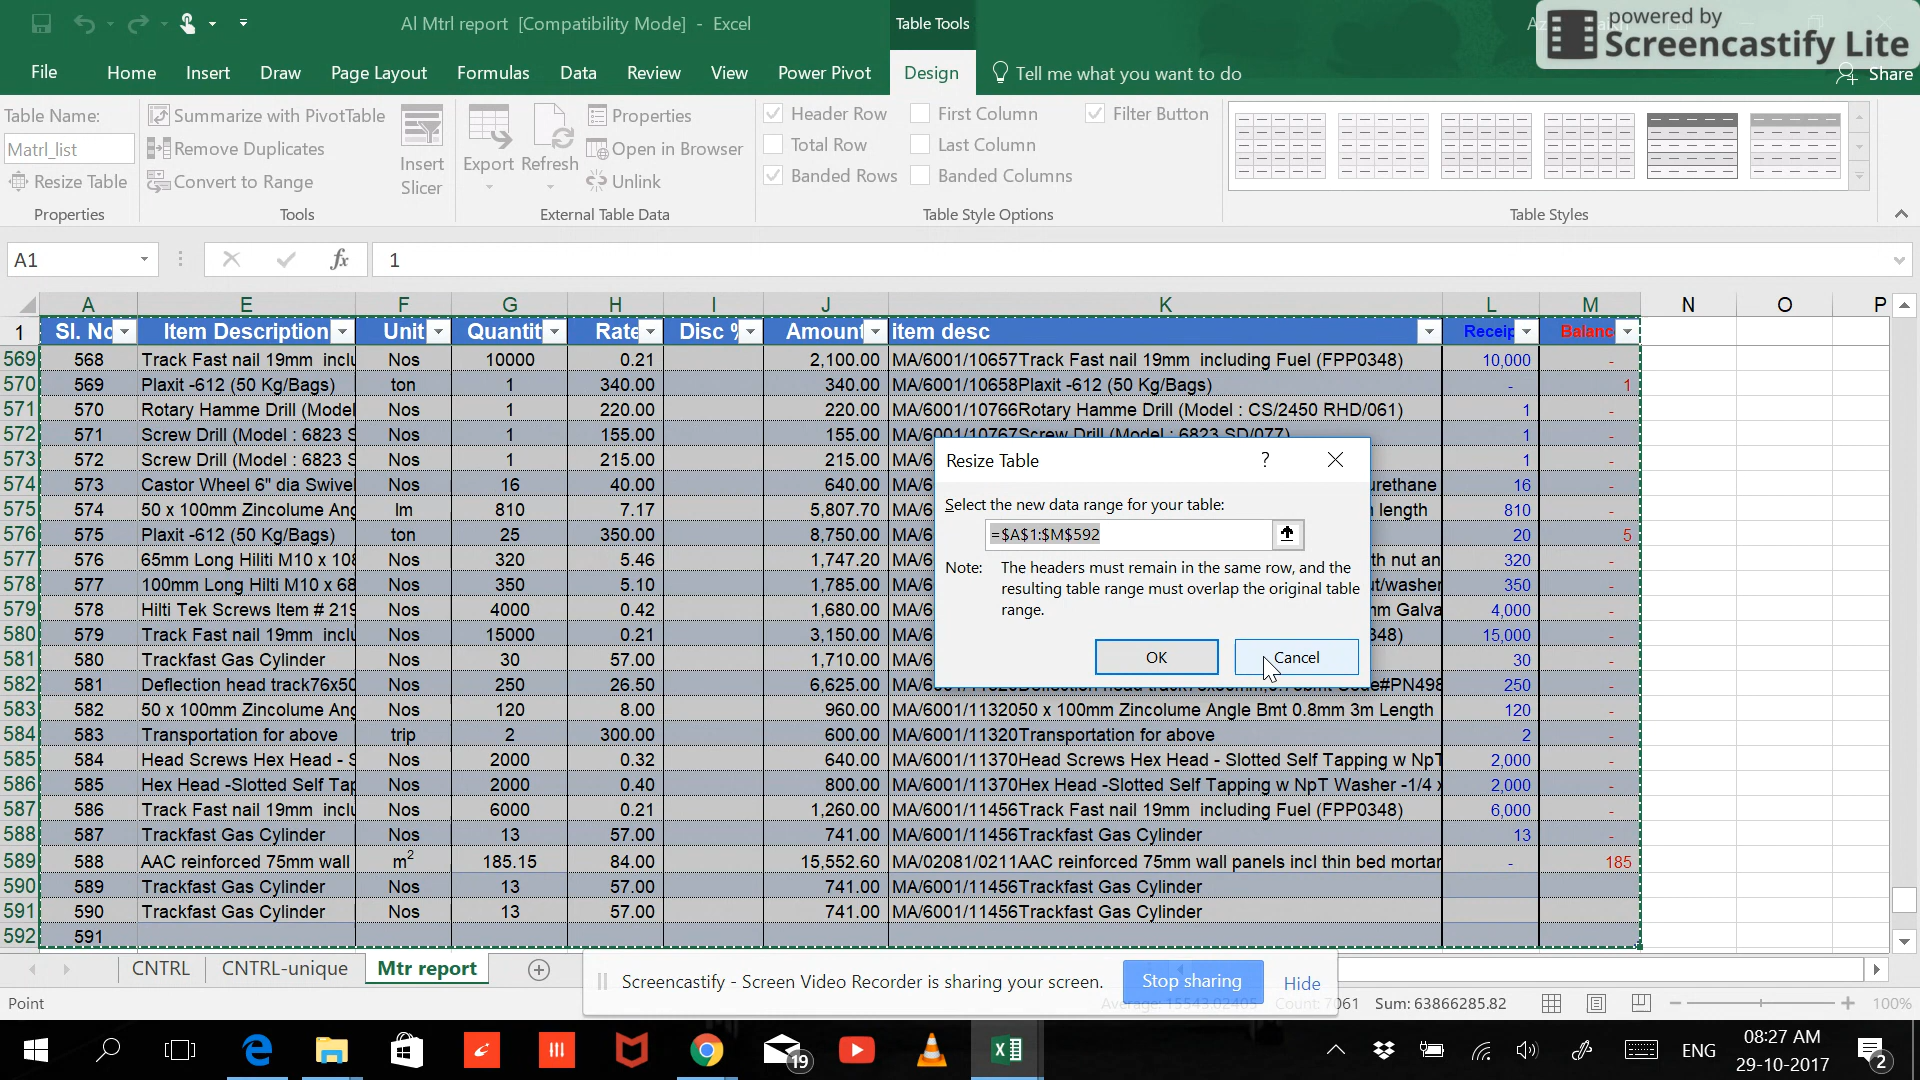 Al Mtrl report [Compatibility Mode] - Excel
Table Tools
powered by
Screencastify Lite
File Home Insert Draw Page Layout Formulas Data Review View Power Pivot Design Tell me what you want to do Share
Table Name:
Matrl_list
Resize Table
Properties
Summarize with PivotTable
Remove Duplicates
Convert to Range
Tools
Insert Slicer
Export Refresh
Properties
Open in Browser
Unlink
External Table Data
Header Row First Column Filter Button
Total Row Last Column
Banded Rows Banded Columns
Table Style Options
Table Styles
A1 fx 1
A E F G H I J K L M N O P
1 Sl. No Item Description Unit Quantit Rate Disc % Amount item desc Receip Balanc
569 568 Track Fast nail 19mm inclu Nos 10000 0.21 2,100.00 MA/6001/10657Track Fast nail 19mm including Fuel (FPP0348) 10,000 -
570 569 Plaxit -612 (50 Kg/Bags) ton 1 340.00 340.00 MA/6001/10658Plaxit -612 (50 Kg/Bags) - 1
571 570 Rotary Hamme Drill (Model Nos 1 220.00 220.00 MA/6001/10766Rotary Hamme Drill (Model : CS/2450 RHD/061) 1 -
572 571 Screw Drill (Model : 6823 S Nos 1 155.00 155.00 MA/6001/10767Screw Drill (Model : 6823 SD/077) 1 -
573 572 Screw Drill (Model : 6823 S Nos 1 215.00 215.00 MA/6 1 -
574 573 Castor Wheel 6" dia Swivel Nos 16 40.00 640.00 MA/6 urethane 16 -
575 574 50 x 100mm Zincolume Ang lm 810 7.17 5,807.70 MA/6 length 810 -
576 575 Plaxit -612 (50 Kg/Bags) ton 25 350.00 8,750.00 MA/6 20 5
577 576 65mm Long Hiliti M10 x 108 Nos 320 5.46 1,747.20 MA/6 th nut an 320 -
578 577 100mm Long Hilti M10 x 68 Nos 350 5.10 1,785.00 MA/6 ut/washer 350 -
579 578 Hilti Tek Screws Item # 219 Nos 4000 0.42 1,680.00 MA/6 mm Galva 4,000 -
580 579 Track Fast nail 19mm inclu Nos 15000 0.21 3,150.00 MA/6 348) 15,000 -
581 580 Trackfast Gas Cylinder Nos 30 57.00 1,710.00 MA/6 30 -
582 581 Deflection head track76x50 Nos 250 26.50 6,625.00 Code#PN498 250 -
583 582 50 x 100mm Zincolume Ang Nos 120 8.00 960.00 MA/6001/1132050 x 100mm Zincolume Angle Bmt 0.8mm 3m Length 120 -
584 583 Transportation for above trip 2 300.00 600.00 MA/6001/11320Transportation for above 2 -
585 584 Head Screws Hex Head - S Nos 2000 0.32 640.00 MA/6001/11370Head Screws Hex Head - Slotted Self Tapping w NpT 2,000 -
586 585 Hex Head -Slotted Self Tap Nos 2000 0.40 800.00 MA/6001/11370Hex Head -Slotted Self Tapping w NpT Washer -1/4 x 2,000 -
587 586 Track Fast nail 19mm inclu Nos 6000 0.21 1,260.00 MA/6001/11456Track Fast nail 19mm including Fuel (FPP0348) 6,000 -
588 587 Trackfast Gas Cylinder Nos 13 57.00 741.00 MA/6001/11456Trackfast Gas Cylinder 13 -
589 588 AAC reinforced 75mm wall m2 185.15 84.00 15,552.60 MA/02081/0211AAC reinforced 75mm wall panels incl thin bed mortar - 185
590 589 Trackfast Gas Cylinder Nos 13 57.00 741.00 MA/6001/11456Trackfast Gas Cylinder
591 590 Trackfast Gas Cylinder Nos 13 57.00 741.00 MA/6001/11456Trackfast Gas Cylinder
592 591
Resize Table ?
Select the new data range for your table:
=$A$1:$M$592
Note: The headers must remain in the same row, and the
resulting table range must overlap the original table
range.
OK Cancel
CNTRL CNTRL-unique Mtr report
Screencastify - Screen Video Recorder is sharing your screen. Stop sharing Hide
Point Average: 15543.02405 Count: 7061 Sum: 63866285.82 100%
19 ENG 08:27 AM
29-10-2017 2